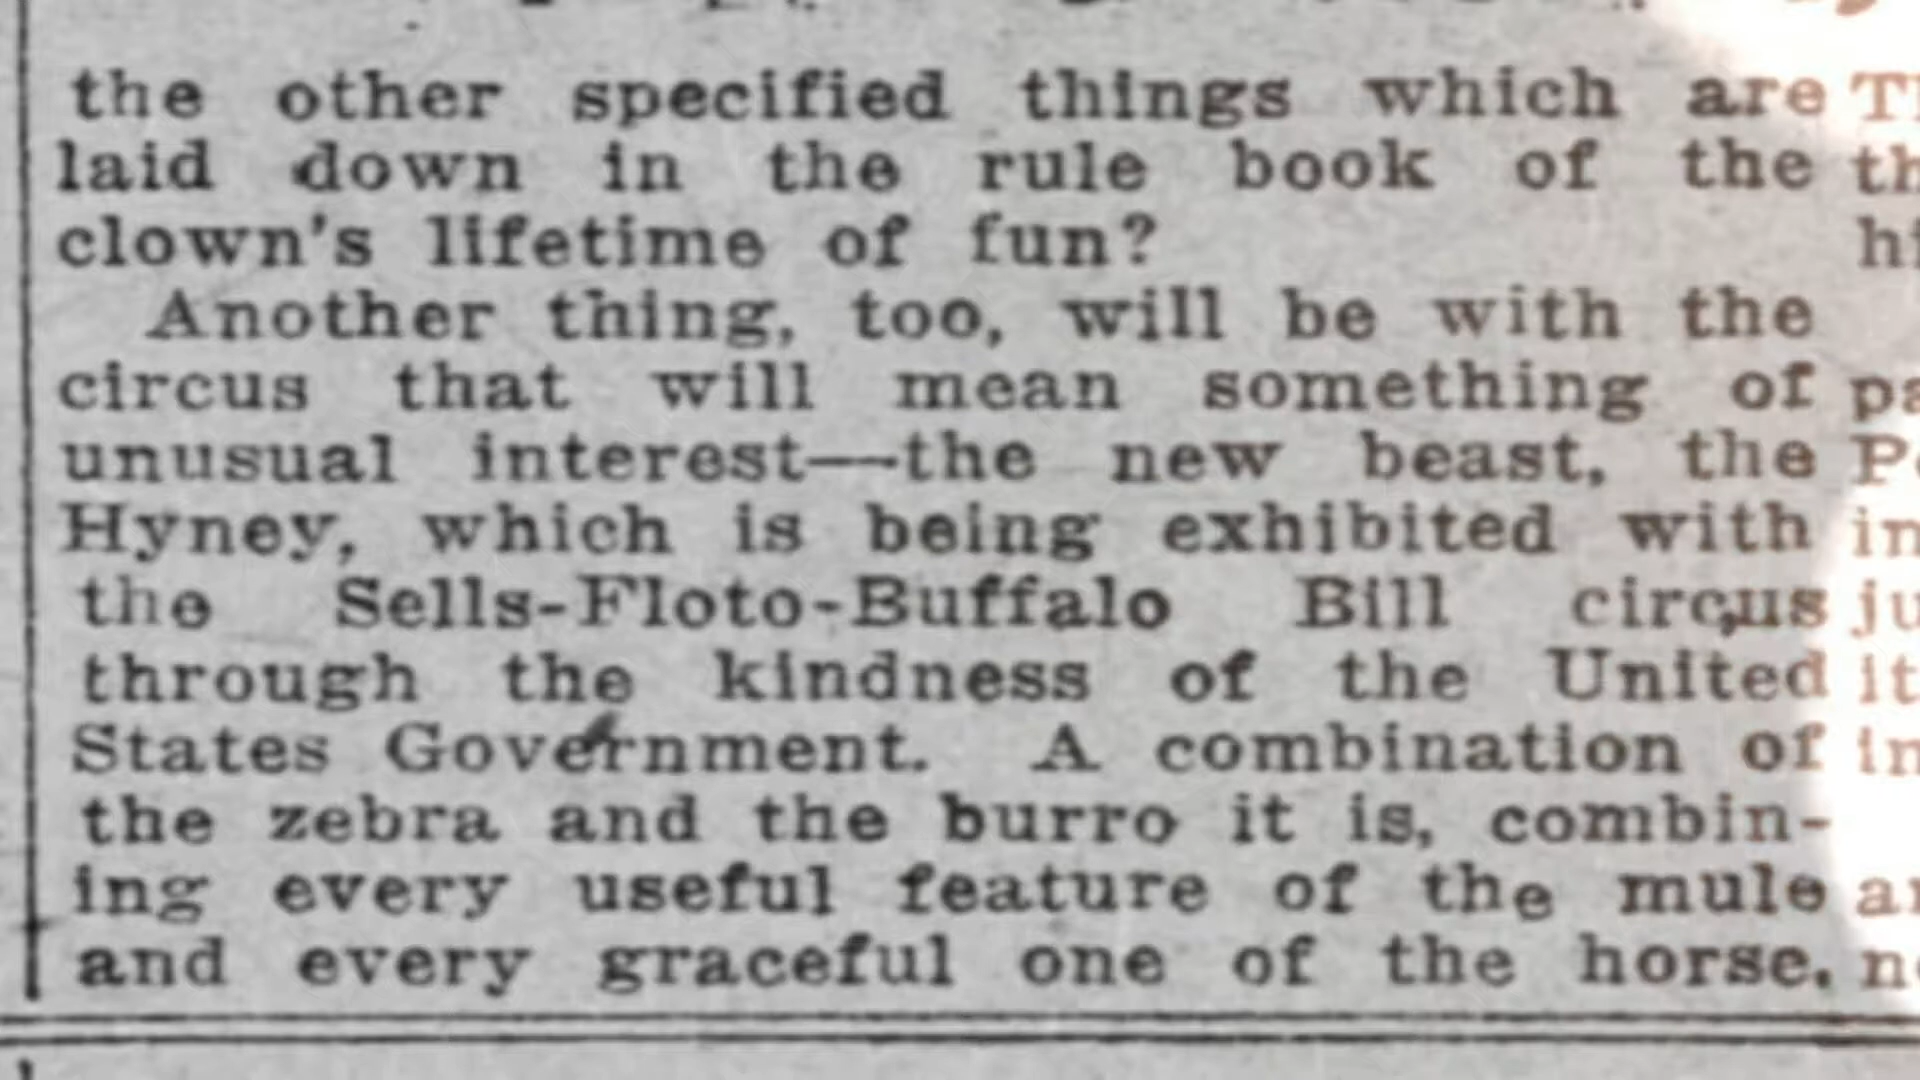 the other specified things which are
laid down in the rule book of the
clown's lifetime of fun?
Another thing, too, will be with the
circus that will mean something of
unusual interest—the new beast, the
Hyney, which is being exhibited with
the Sells-Floto-Buffalo Bill circus
through the kindness of the United
States Government. A combination of
the zebra and the burro it is, combin-
ing every useful feature of the mule
and every graceful one of the horse.